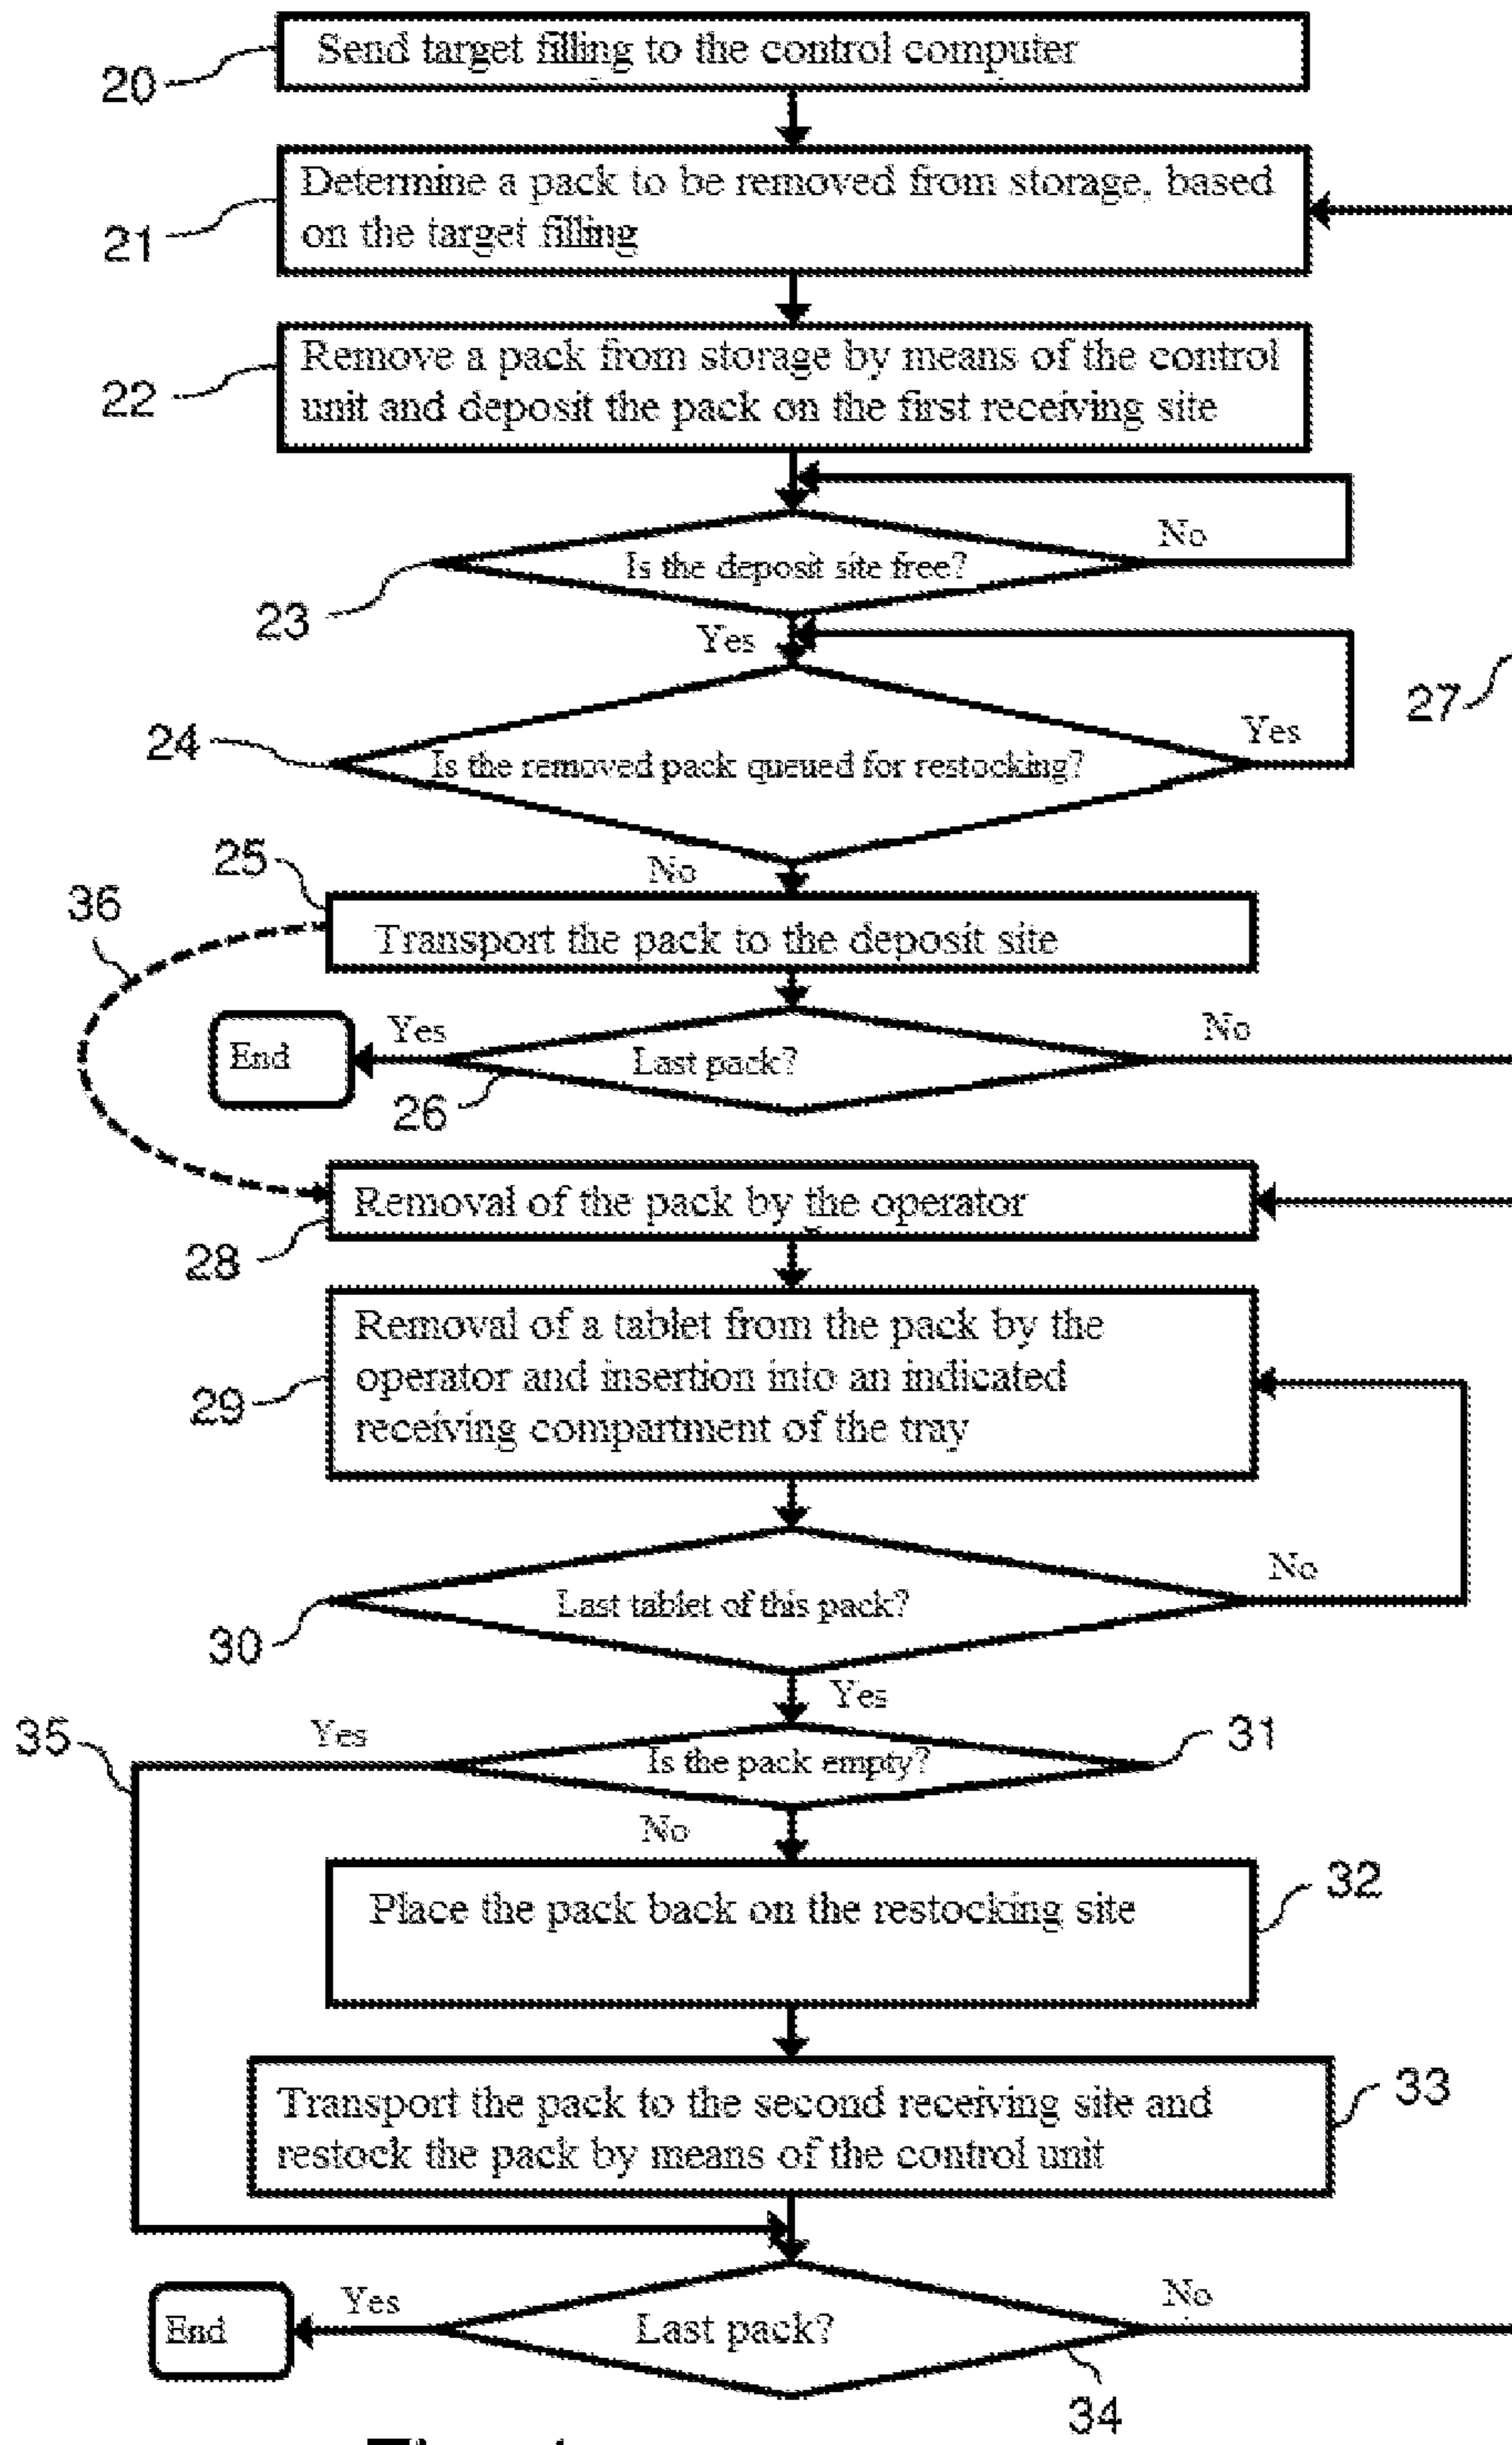 20
Send target filling to the control computer
21
Determine a pack to be removed from storage, based
on the target filling
22
Remove a pack from storage by means of the control
unit and deposit the pack on the first receiving site
23
Is the deposit site free?
No
Yes
24
Is the removed pack queued for restocking?
Yes
27
No
25
36
Transport the pack to the deposit site
End
Yes
Last pack?
No
26
Removal of the pack by the operator
28
Removal of a tablet from the pack by the
operator and insertion into an indicated
receiving compartment of the tray
29
Last tablet of this pack?
No
30
Yes
35
Yes
Is the pack empty?
31
No
Place the pack back on the restocking site
32
Transport the pack to the second receiving site and
restock the pack by means of the control unit
33
End
Yes
Last pack?
No
34